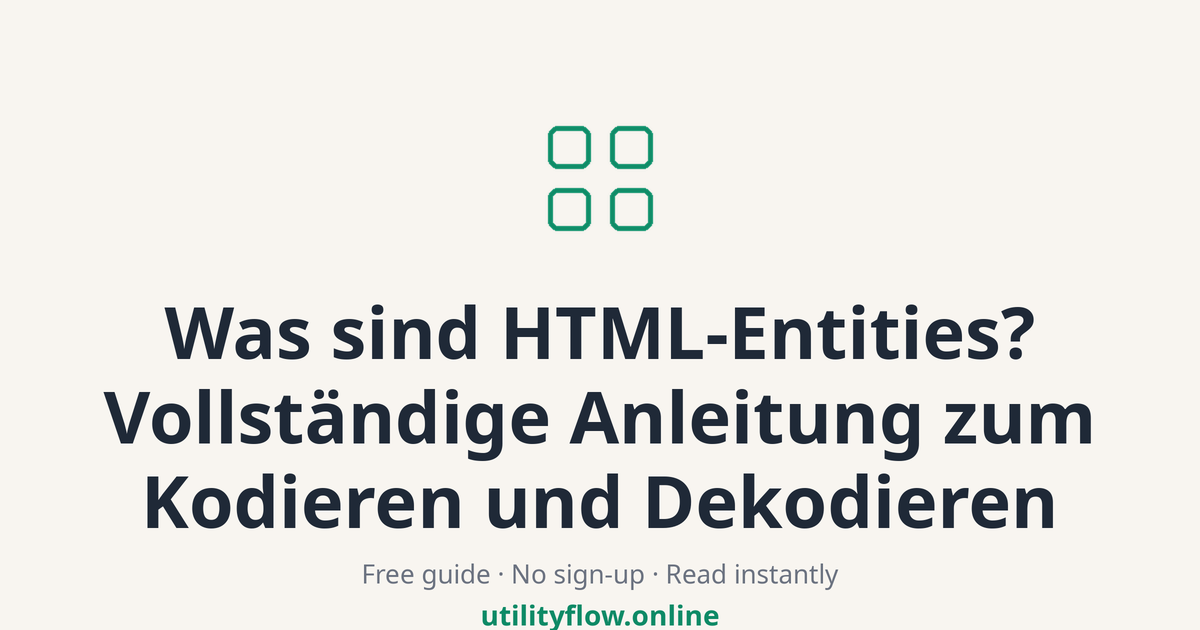 Was sind HTML-Entities?
Vollständige Anleitung zum
Kodieren und Dekodieren
Free guide · No sign-up · Read instantly
utilityflow.online